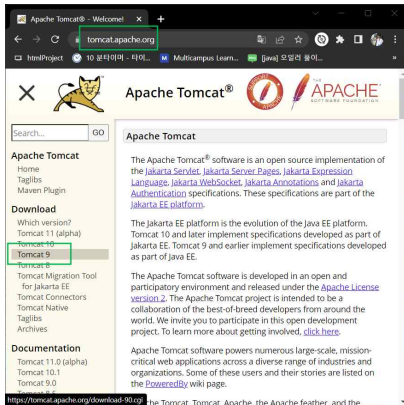 Apache Tomcat® - Welcome!
tomcat.apache.org
htmlProject
10 분타이머 - 타이...
Multicampus Learn...
[java] 오일러 풀이...
Apache Tomcat®
APACHE
SOFTWARE FOUNDATION
Search...
GO
Apache Tomcat
Home
Taglibs
Maven Plugin
Download
Which version?
Tomcat 11 (alpha)
Tomcat 10
Tomcat 9
Tomcat 8
Tomcat Migration Tool
for Jakarta EE
Tomcat Connectors
Tomcat Native
Taglibs
Archives
Documentation
Tomcat 11.0 (alpha)
Tomcat 10.1
Tomcat 9.0
Tomcat 8.5
https://tomcat.apache.org/download-90.cgi
Apache Tomcat
The Apache Tomcat® software is an open source implementation of
the Jakarta Servlet, Jakarta Server Pages, Jakarta Expression
Language, Jakarta WebSocket, Jakarta Annotations and Jakarta
Authentication specifications. These specifications are part of the
Jakarta EE platform.
The Jakarta EE platform is the evolution of the Java EE platform.
Tomcat 10 and later implement specifications developed as part of
Jakarta EE. Tomcat 9 and earlier implement specifications developed
as part of Java EE.
The Apache Tomcat software is developed in an open and
participatory environment and released under the Apache License
version 2. The Apache Tomcat project is intended to be a
collaboration of the best-of-breed developers from around the
world. We invite you to participate in this open development
project. To learn more about getting involved, click here.
Apache Tomcat software powers numerous large-scale, mission-
critical web applications across a diverse range of industries and
organizations. Some of these users and their stories are listed on
the PoweredBy wiki page.
the Tomcat, Tomcat, Apache, the Apache feather, and the